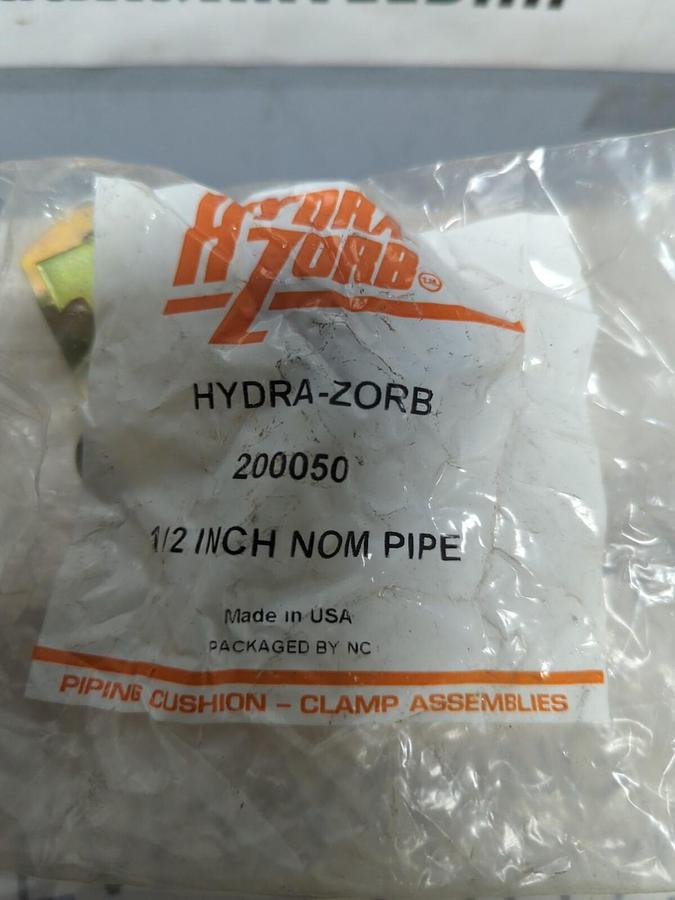 HYDRA
ZORB T.M.
HYDRA-ZORB
200050
1/2 INCH NOM PIPE
Made in USA
PACKAGED BY NC
PIPING CUSHION - CLAMP ASSEMBLIES